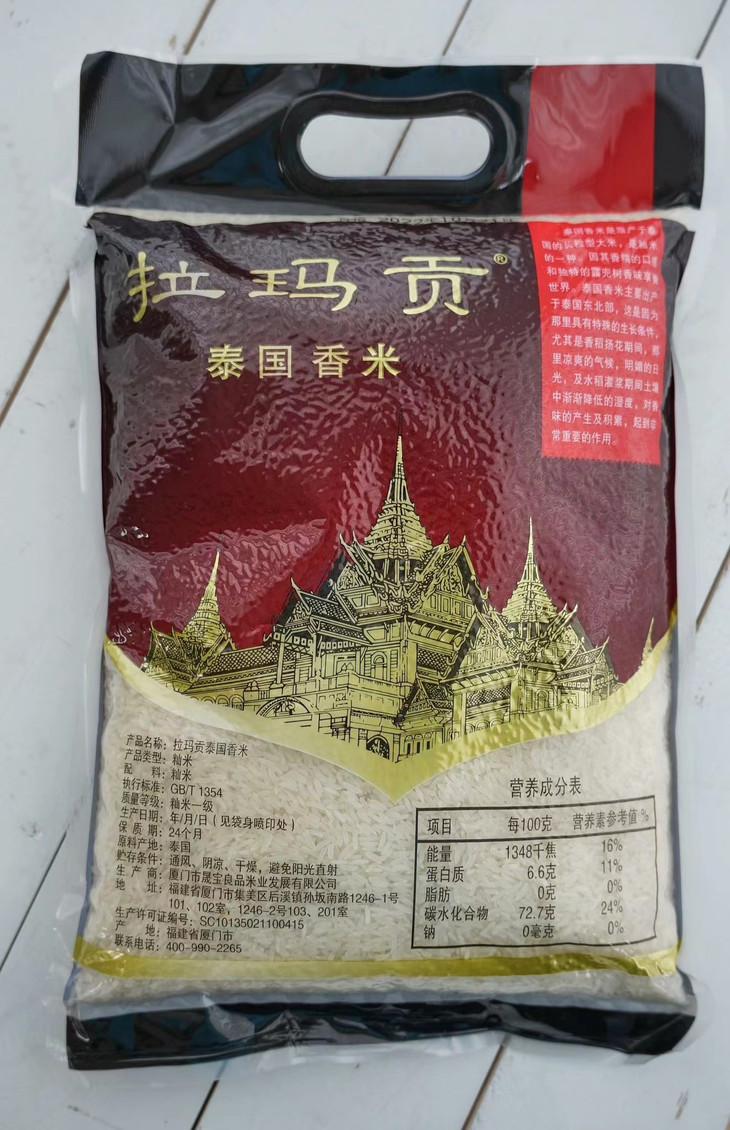 拉玛贡®
泰国香米
泰国香米是原产于泰
国的长粒型大米，是籼米
的一种。因其香糯的口感
和独特的露兜树香味享誉
世界。泰国香米主要出产
于泰国东北部，这是因为
那里具有特殊的生长条件，
尤其是香稻扬花期间，那
里凉爽的气候，明媚的日
光，及水稻灌浆期间土壤
中渐渐降低的湿度，对香
味的产生及积累，起到非
常重要的作用。
产品名称：拉玛贡泰国香米
产品类型：籼米
配　　料：籼米
执行标准：GB/T 1354
质量等级：籼米一级
生产日期：年/月/日（见袋身喷印处）
保 质 期：24个月
原料产地：泰国
贮存条件：通风、阴凉、干燥，避免阳光直射
生 产 商：厦门市晟宝良品米业发展有限公司
地　　址：福建省厦门市集美区后溪镇孙坂南路1246-1号
101、102室，1246-2号103、201室
生产许可证编号：SC10135021100415
产　　地：福建省厦门市
联系电话：400-990-2265
营养成分表
项目 每100克 营养素参考值%
能量 1348千焦 16%
蛋白质 6.6克 11%
脂肪 0克 0%
碳水化合物 72.7克 24%
钠 0毫克 0%